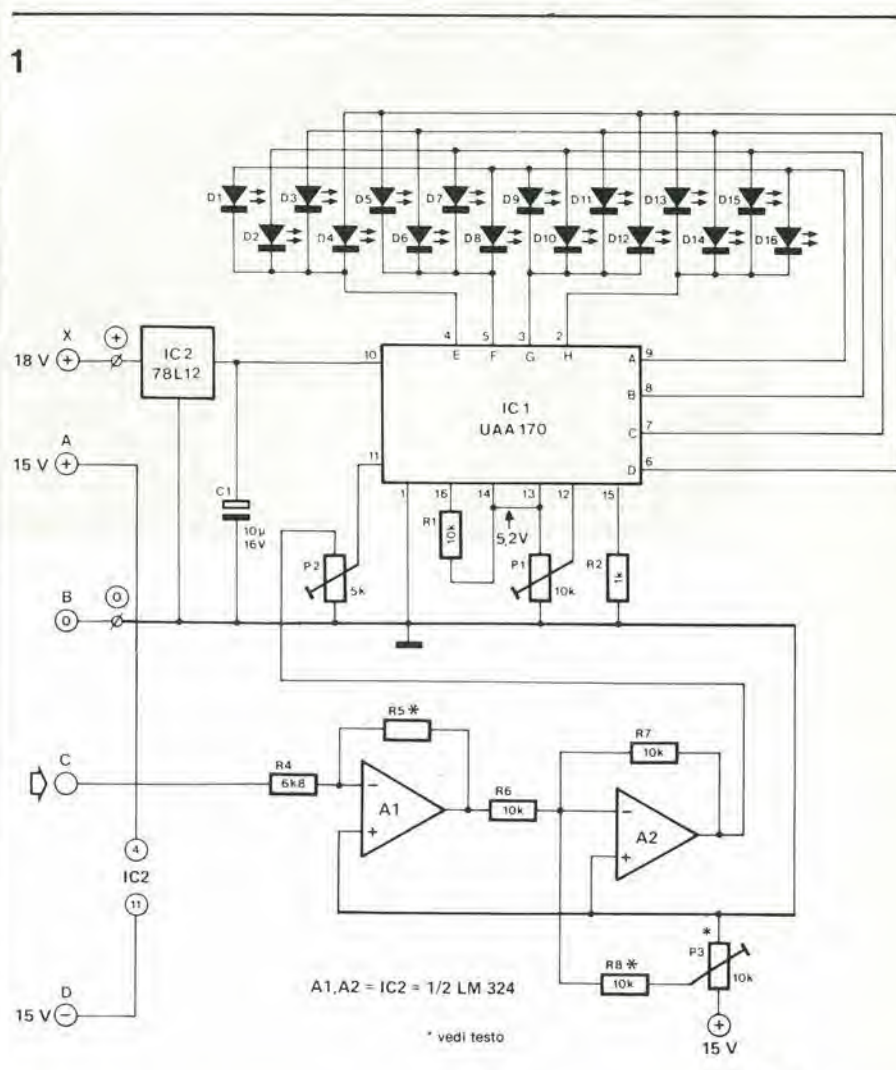 1
D1
D3
D5
D7
D9
D11
D13
D15
D2
D4
D6
D8
D10
D12
D14
D16
X
18 V +
+
IC 2
78L12
4 5 3 2
E F G H
10
11
IC 1
UAA 170
A 9
B 8
C 7
D 6
A
15 V +
C1
10µ
16V
P2
5k
1 16 14 13 12 15
R1
10k
5,2V
P1
10k
R2
1k
B
0
0
C
R4
6k8
R5 *
A1
R6
10k
R7
10k
A2
4
IC2
11
D
15 V −
R8 *
10k
*
P3
10k
+
15 V
A1,A2 = IC2 = 1/2 LM 324
* vedi testo